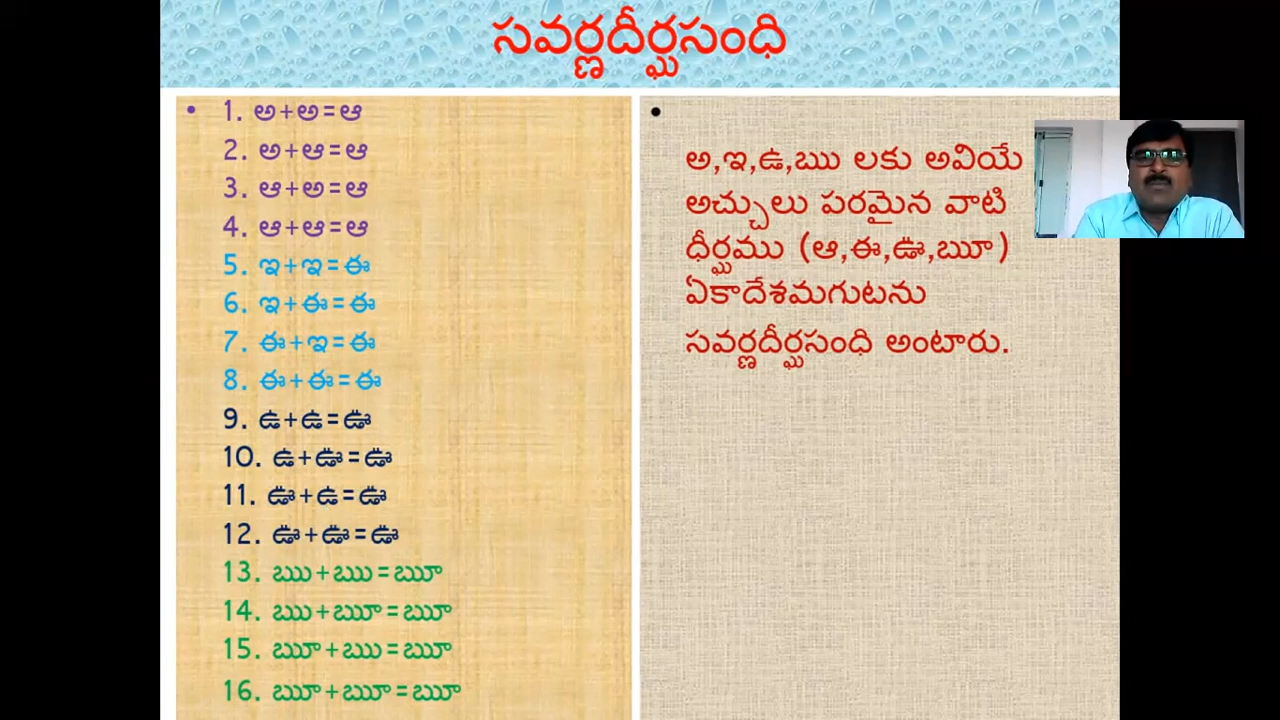 సవర్ణదీర్ఘసంధి
1. అ+అ=ఆ
2. అ+ఆ=ఆ
3. ఆ+అ=ఆ
4. ఆ+ఆ=ఆ
5. ఇ+ఇ=ఈ
6. ఇ+ఈ=ఈ
7. ఈ+ఇ=ఈ
8. ఈ+ఈ=ఈ
9. ఉ+ఉ=ఊ
10. ఉ+ఊ=ఊ
11. ఊ+ఉ=ఊ
12. ఊ+ఊ=ఊ
13. ఋ+ఋ=ౠ
14. ఋ+ౠ=ౠ
15. ౠ+ఋ=ౠ
16. ౠ+ౠ=ౠ
అ,ఇ,ఉ,ఋ లకు అవియే
అచ్చులు పరమైన వాటి
ధీర్ఘము (ఆ,ఈ,ఊ,ౠ)
ఏకాదేశమగుటను
సవర్ణదీర్ఘసంధి అంటారు.